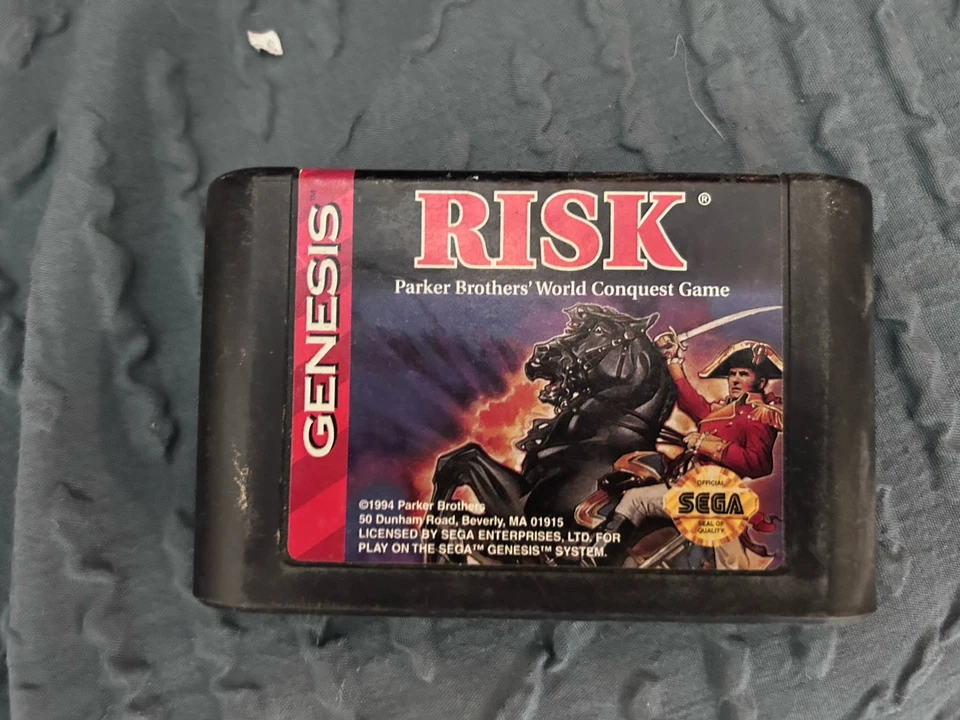 GENESIS™
RISK®
Parker Brothers' World Conquest Game
©1994 Parker Brothers
50 Dunham Road, Beverly, MA 01915
LICENSED BY SEGA ENTERPRISES, LTD. FOR
PLAY ON THE SEGA™ GENESIS™ SYSTEM.
OFFICIAL
SEGA
SEAL OF
QUALITY